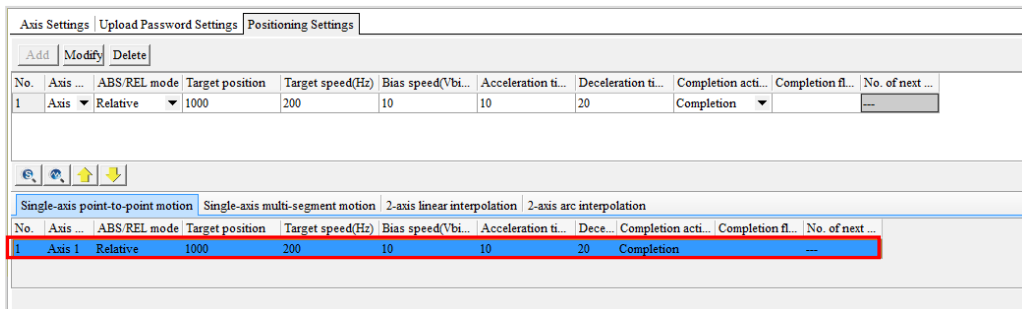 Axis Settings Upload Password Settings Positioning Settings
Add Modify Delete
No. Axis ... ABS/REL mode Target position Target speed(Hz) Bias speed(Vbi... Acceleration ti... Deceleration ti... Completion acti... Completion fl... No. of next ...
1 Axis Relative 1000 200 10 10 20 Completion ---
Single-axis point-to-point motion Single-axis multi-segment motion 2-axis linear interpolation 2-axis arc interpolation
No. Axis ... ABS/REL mode Target position Target speed(Hz) Bias speed(Vbi... Acceleration ti... Dece... Completion acti... Completion fl... No. of next ...
1 Axis 1 Relative 1000 200 10 10 20 Completion ---